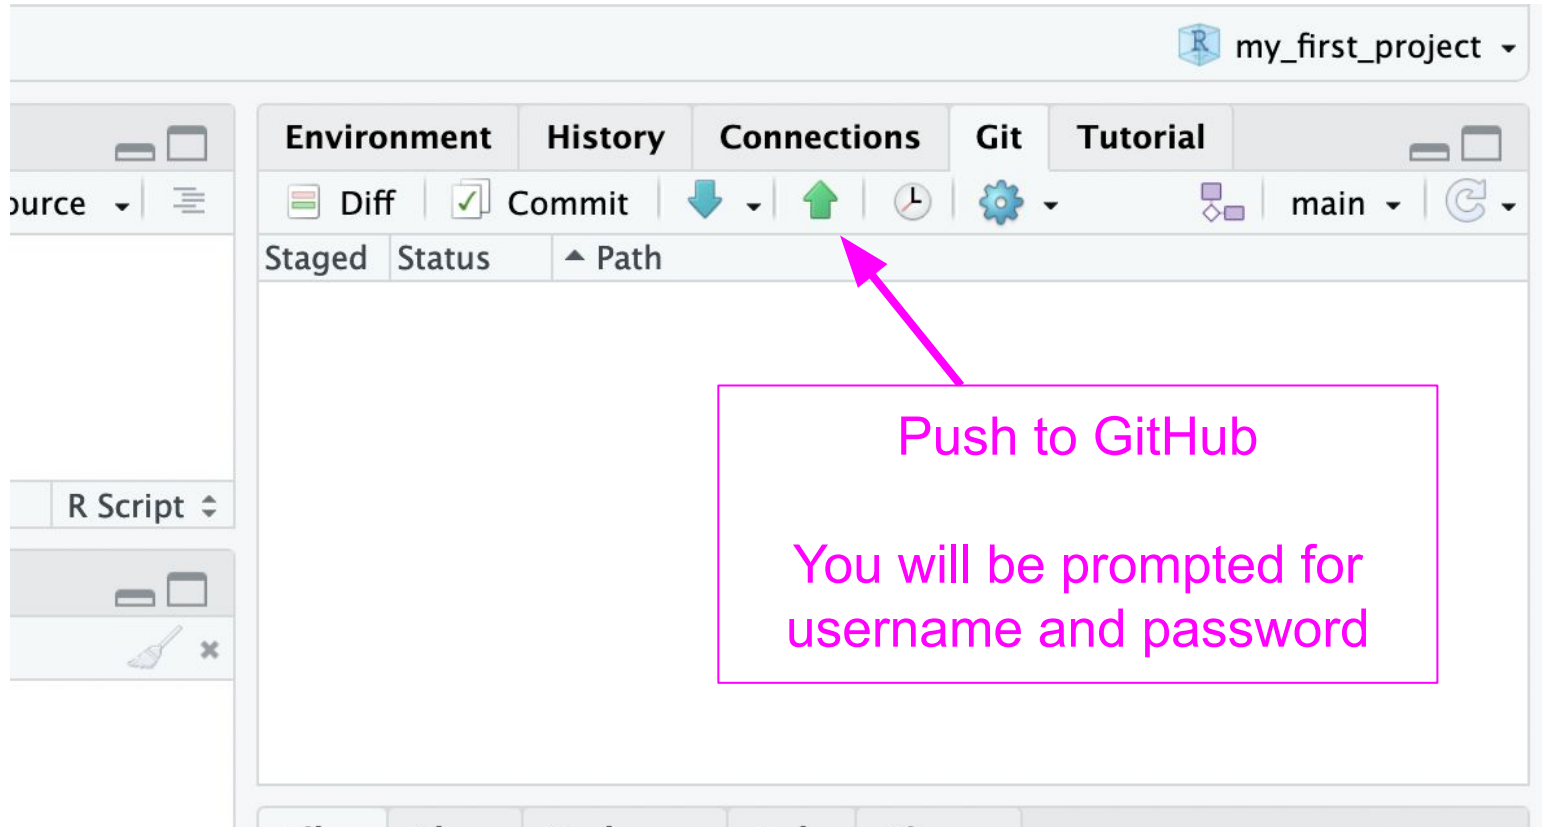 my_first_project
Environment History Connections Git Tutorial
Diff Commit main
Staged Status Path
Push to GitHub
You will be prompted for
username and password
R Script